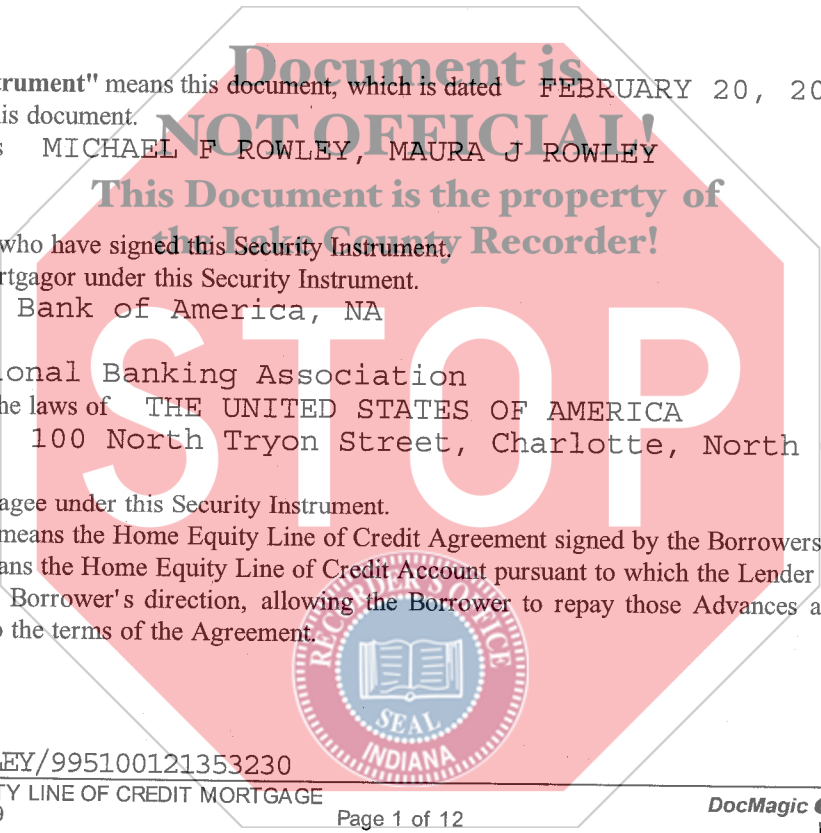 Document is
trument" means this document, which is dated FEBRUARY 20, 20
is document.
NOT OFFICIAL!
MICHAEL F ROWLEY, MAURA J ROWLEY
This Document is the property of
the Lake County Recorder!
who have signed this Security Instrument.
rtgagor under this Security Instrument.
Bank of America, NA
STOP
onal Banking Association
he laws of THE UNITED STATES OF AMERICA
100 North Tryon Street, Charlotte, North
agee under this Security Instrument.
means the Home Equity Line of Credit Agreement signed by the Borrowers
ans the Home Equity Line of Credit Account pursuant to which the Lender
Borrower's direction, allowing the Borrower to repay those Advances a
o the terms of the Agreement.
RECORDER'S OFFICE
SEAL
INDIANA
EY/995100121353230
TY LINE OF CREDIT MORTGAGE
9
Page 1 of 12
DocMagic